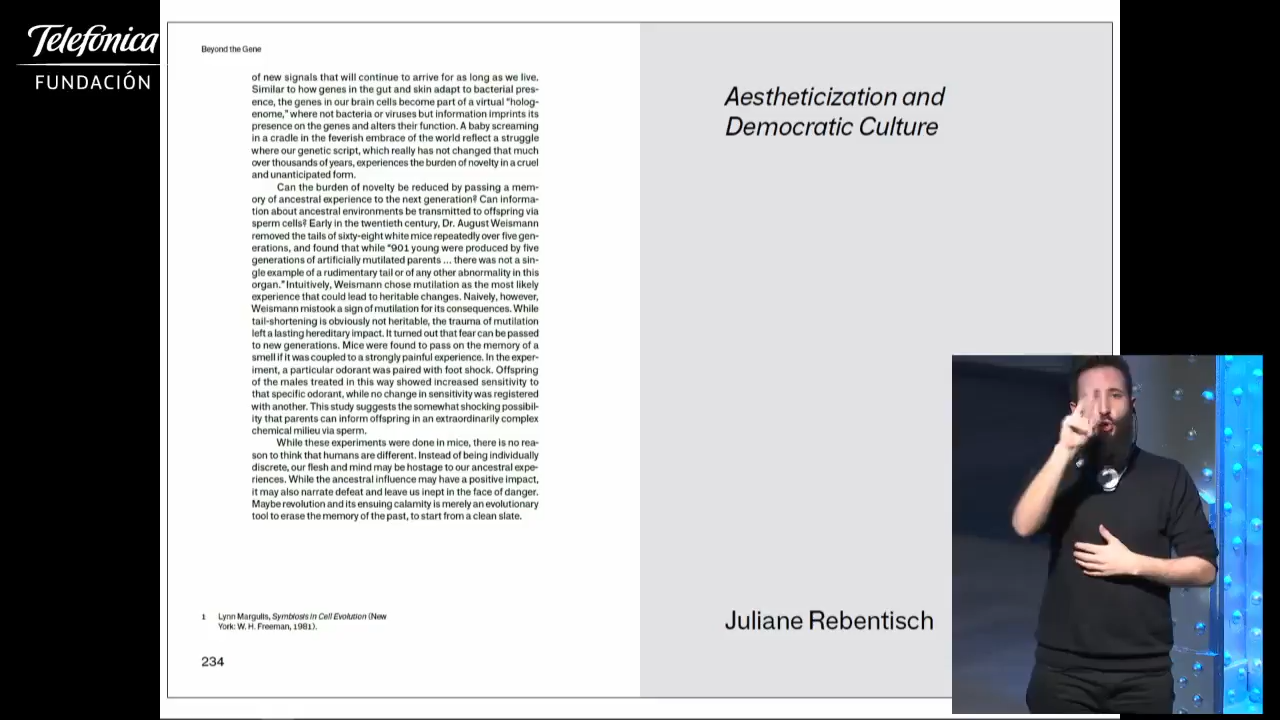 Telefónica
FUNDACIÓN
Beyond the Gene
of new signals that will continue to arrive for as long as we live.
Similar to how genes in the gut and skin adapt to bacterial pres-
ence, the genes in our brain cells become part of a virtual “holog-
enome,” where not bacteria or viruses but information imprints its
presence on the genes and alters their function. A baby screaming
in a cradle in the feverish embrace of the world reflect a struggle
where our genetic script, which really has not changed that much
over thousands of years, experiences the burden of novelty in a cruel
and unanticipated form.
Can the burden of novelty be reduced by passing a mem-
ory of ancestral experience to the next generation? Can informa-
tion about ancestral environments be transmitted to offspring via
sperm cells? Early in the twentieth century, Dr. August Weismann
removed the tails of sixty-eight white mice repeatedly over five gen-
erations, and found that while “901 young were produced by five
generations of artificially mutilated parents ... there was not a sin-
gle example of a rudimentary tail or of any other abnormality in this
organ.” Intuitively, Weismann chose mutilation as the most likely
experience that could lead to heritable changes. Naively, however,
Weismann mistook a sign of mutilation for its consequences. While
tail-shortening is obviously not heritable, the trauma of mutilation
left a lasting hereditary impact. It turned out that fear can be passed
to new generations. Mice were found to pass on the memory of a
smell if it was coupled to a strongly painful experience. In the exper-
iment, a particular odorant was paired with foot shock. Offspring
of the males treated in this way showed increased sensitivity to
that specific odorant, while no change in sensitivity was registered
with another. This study suggests the somewhat shocking possibil-
ity that parents can inform offspring in an extraordinarily complex
chemical milieu via sperm.
While these experiments were done in mice, there is no rea-
son to think that humans are different. Instead of being individually
discrete, our flesh and mind may be hostage to our ancestral expe-
riences. While the ancestral influence may have a positive impact,
it may also narrate defeat and leave us inept in the face of danger.
Maybe revolution and its ensuing calamity is merely an evolutionary
tool to erase the memory of the past, to start from a clean slate.
1 Lynn Margulis, Symbiosis in Cell Evolution (New
York: W. H. Freeman, 1981).
234
Aestheticization and
Democratic Culture
Juliane Rebentisch